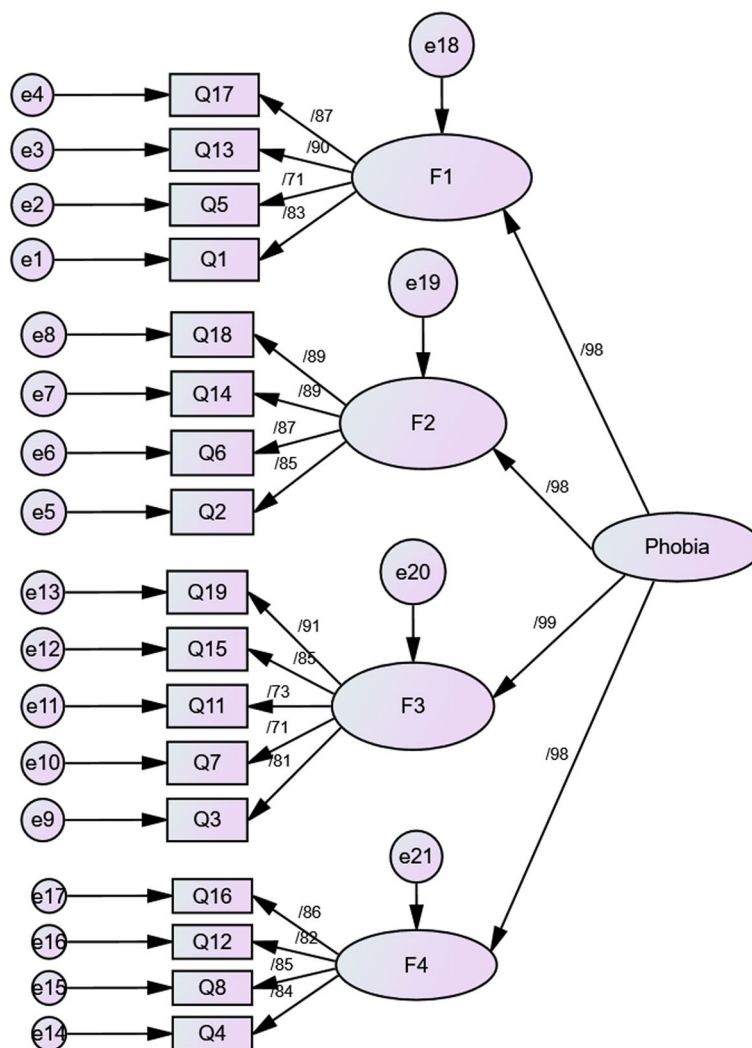 e18
e4 Q17 /87
e3 Q13 /90 F1
e2 Q5 /71
e1 Q1 /83
e19
e8 Q18 /89 /98
e7 Q14 /89 F2
e6 Q6 /87
e5 Q2 /85 /98
Phobia
e20
e13 Q19 /91 /99
e12 Q15 /85
e11 Q11 /73 F3
e10 Q7 /71
e9 Q3 /81 /98
e21
e17 Q16 /86
e16 Q12 /82 F4
e15 Q8 /85
e14 Q4 /84